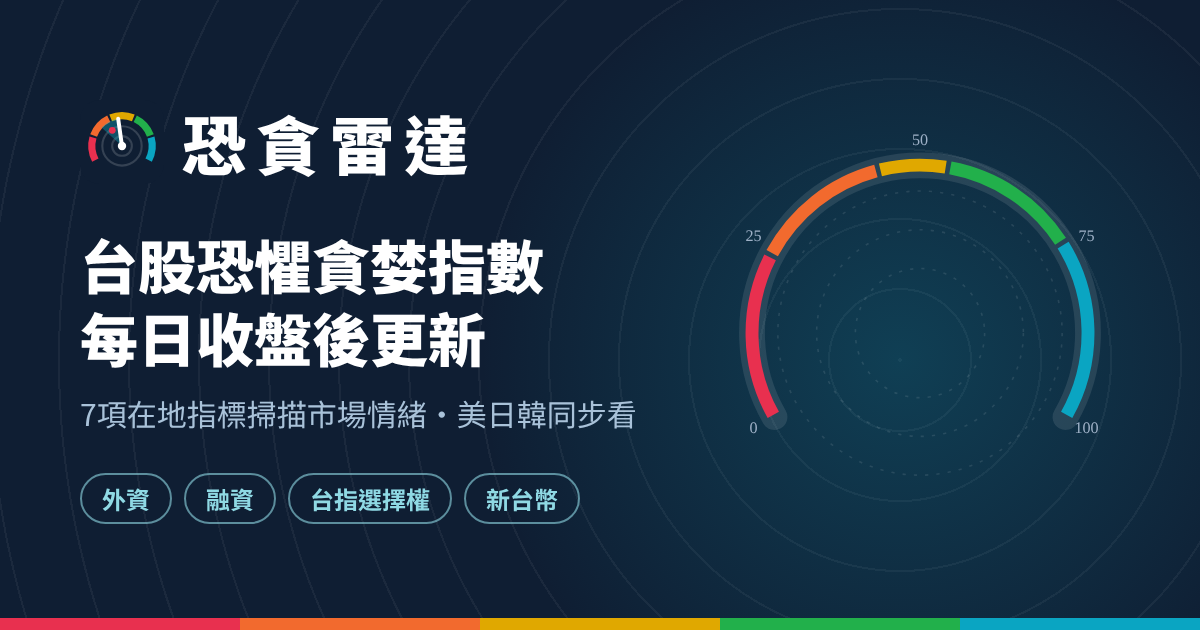 恐貪雷達
台股恐懼貪婪指數
每日收盤後更新
7項在地指標掃描市場情緒・美日韓同步看
外資
融資
台指選擇權
新台幣
50
25
75
0
100